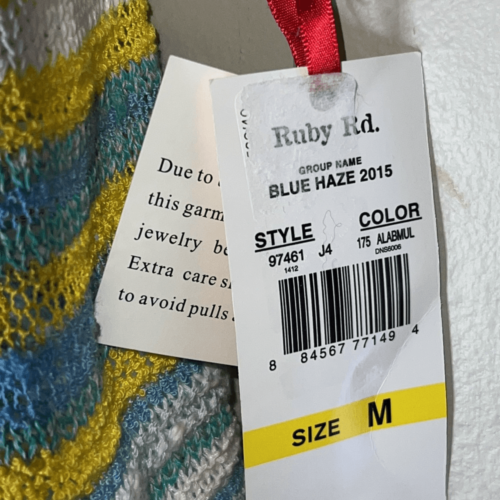 Due to
this garm
jewelry be
Extra care s
to avoid pulls
Ruby Rd.
GROUP NAME
BLUE HAZE 2015
STYLE
97461 J4
1412
COLOR
175 ALABMUL
DNS6006
8 84567 77149 4
SIZE M